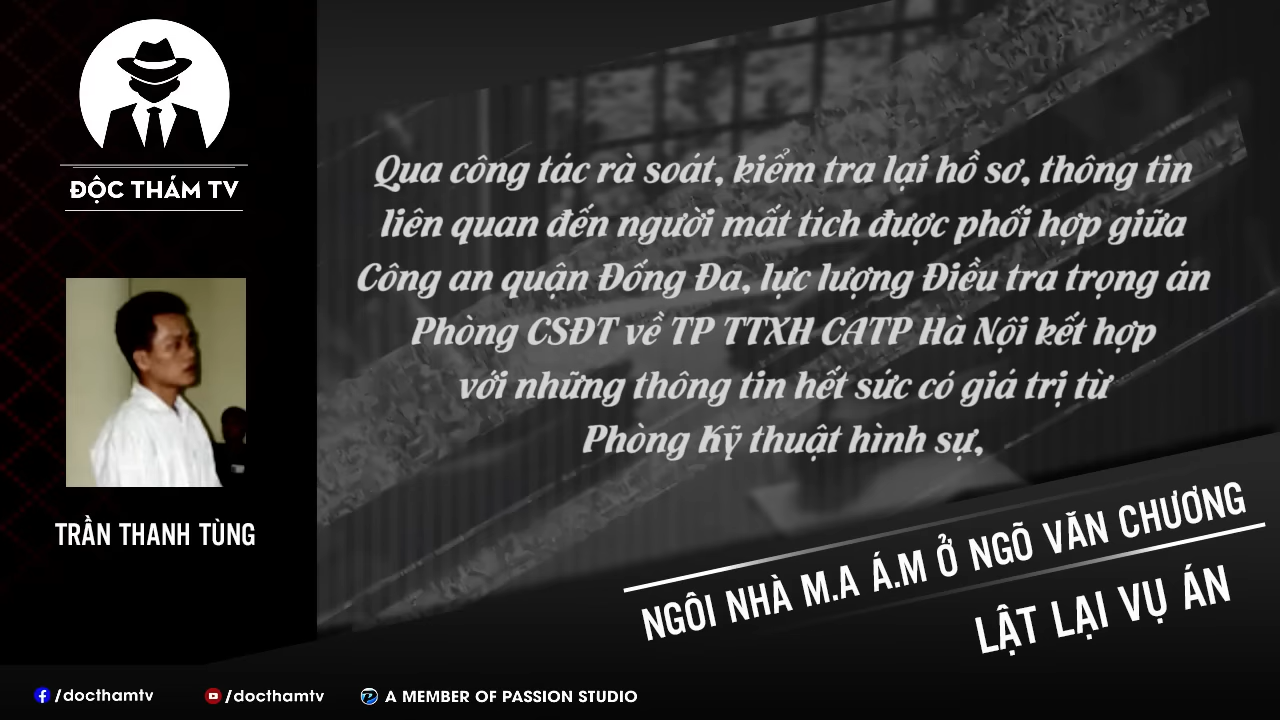 ĐỘC THÁM TV
TRẦN THANH TÙNG
Qua công tác rà soát, kiểm tra lại hồ sơ, thông tin
liên quan đến người mất tích được phối hợp giữa
Công an quận Đống Đa, lực lượng Điều tra trọng án
Phòng CSĐT về TP TTXH CATP Hà Nội kết hợp
với những thông tin hết sức có giá trị từ
Phòng Kỹ thuật hình sự,
NGÔI NHÀ M.A Á.M Ở NGÕ VĂN CHƯƠNG
LẬT LẠI VỤ ÁN
/docthamtv
/docthamtv
A MEMBER OF PASSION STUDIO